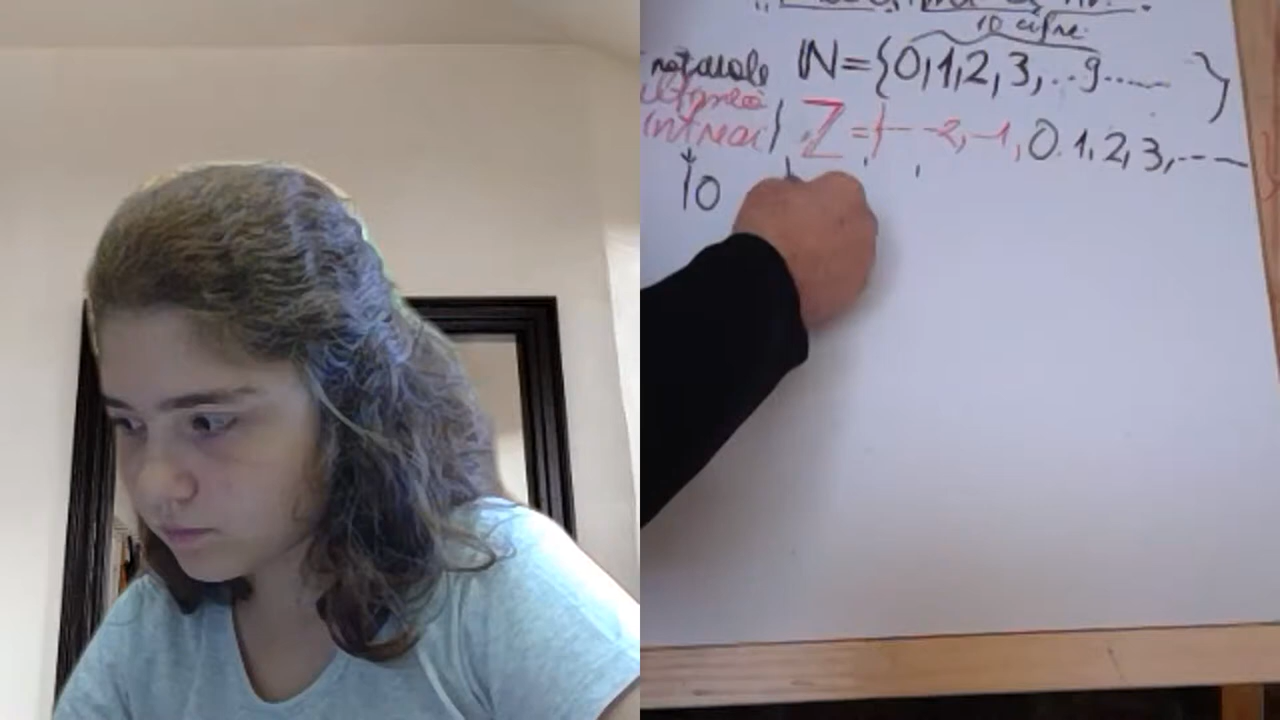 10 cifre
naturale N={0,1,2,3,...9..... }
întregi Z={-- -2,-1, 0.1,2,3,----
10